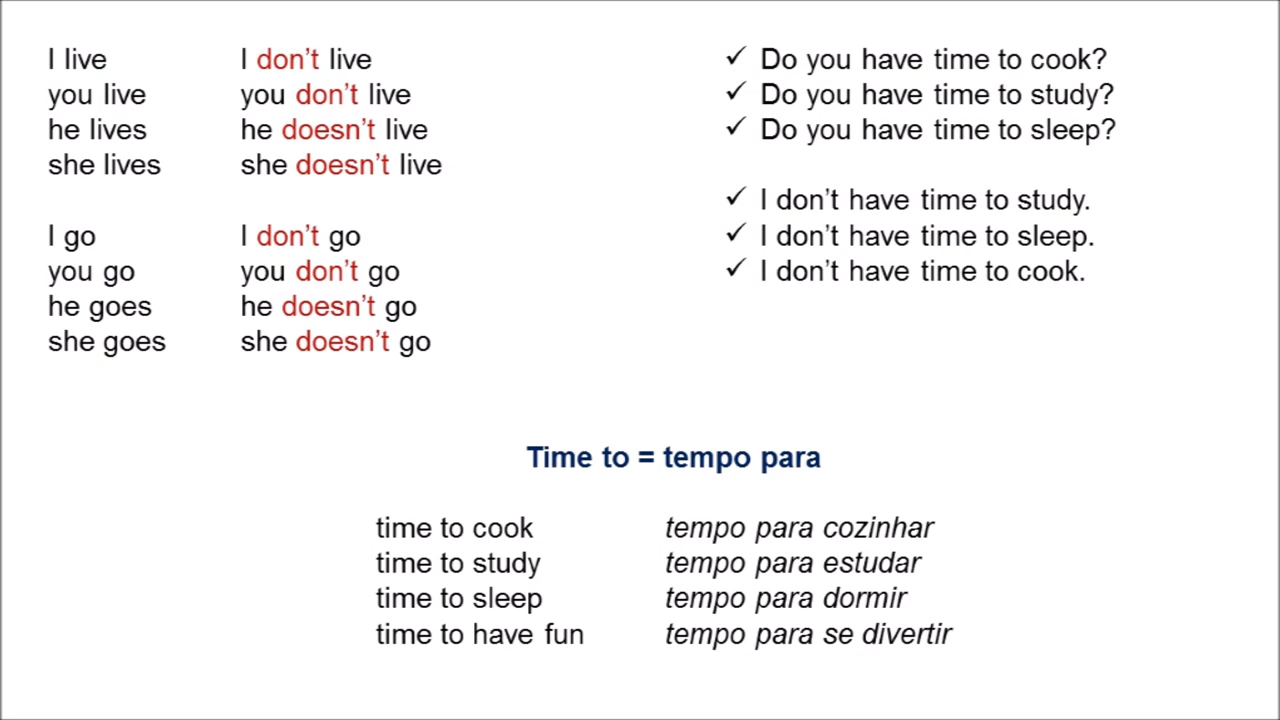 I live I don't live
you live you don't live
he lives he doesn't live
she lives she doesn't live
I go I don't go
you go you don't go
he goes he doesn't go
she goes she doesn't go
✓ Do you have time to cook?
✓ Do you have time to study?
✓ Do you have time to sleep?
✓ I don't have time to study.
✓ I don't have time to sleep.
✓ I don't have time to cook.
Time to = tempo para
time to cook tempo para cozinhar
time to study tempo para estudar
time to sleep tempo para dormir
time to have fun tempo para se divertir